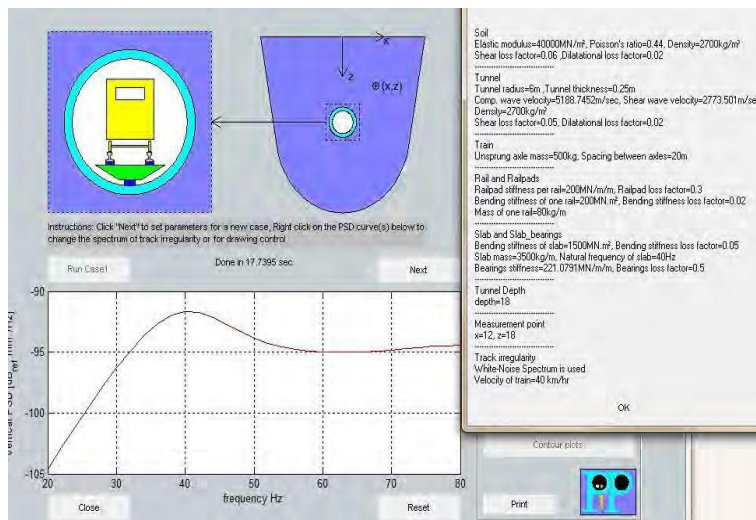 x
z
⊕(x,z)
Instructions: Click "Next" to set parameters for a new case, Right click on the PSD curve(s) below to
change the spectrum of track irregularity or for drawing control
Run Case1
Done in 17.7395 sec
Next
-90
-95
-100
-105
20
30
40
50
60
70
80
frequency Hz
Close
Reset
Soil
Elastic modulus=40000MN/m², Poisson's ratio=0.44, Density=2700kg/m³
Shear loss factor=0.06 ,Dilatational loss factor=0.02
Tunnel
Tunnel radius=6m ,Tunnel thickness=0.25m
Comp. wave velocity=5188.7452m/sec, Shear wave velocity=2773.501m/se
Density=2700kg/m³
Shear loss factor=0.05, Dilatational loss factor=0.02
Train
Unsprung axle mass=500kg, Spacing between axles=20m
Rail and Railpads
Railpad stiffness per rail=200MN/m/m, Railpad loss factor=0.3
Bending stiffness of one rail=200MN.m², Bending stiffness loss factor=0.02
Mass of one rail=80kg/m
Slab and Slab_bearings
Bending stiffness of slab=1500MN.m², Bending stiffness loss factor=0.05
Slab mass=3500kg/m, Natural frequency of slab=40Hz
Bearings stiffness=221.0791MN/m/m, Bearings loss factor=0.5
Tunnel Depth
depth=18
Measurement point
x=12, z=18
Track irregularity
White-Noise Spectrum is used
Velocity of train=40 km/hr
OK
Contour plots
Print
PiP